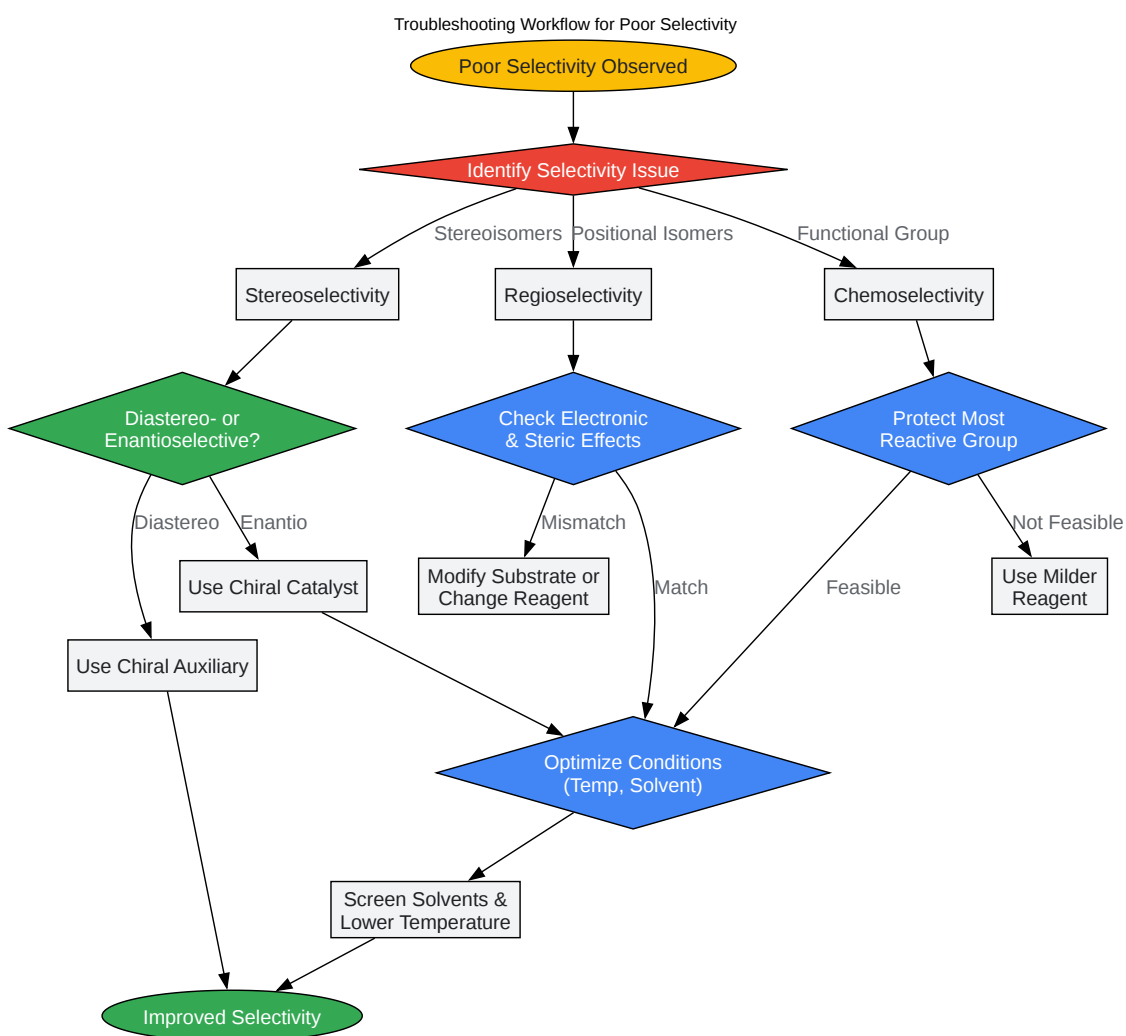 Troubleshooting Workflow for Poor Selectivity
Poor Selectivity Observed
Identify Selectivity Issue
Stereoisomers
Positional Isomers
Functional Group
Stereoselectivity
Regioselectivity
Chemoselectivity
Diastereo- or
Enantioselective?
Check Electronic
& Steric Effects
Protect Most
Reactive Group
Diastereo
Enantio
Mismatch
Not Feasible
Use Chiral Catalyst
Modify Substrate or
Change Reagent
Match
Feasible
Use Milder
Reagent
Use Chiral Auxiliary
Optimize Conditions
(Temp, Solvent)
Screen Solvents &
Lower Temperature
Improved Selectivity